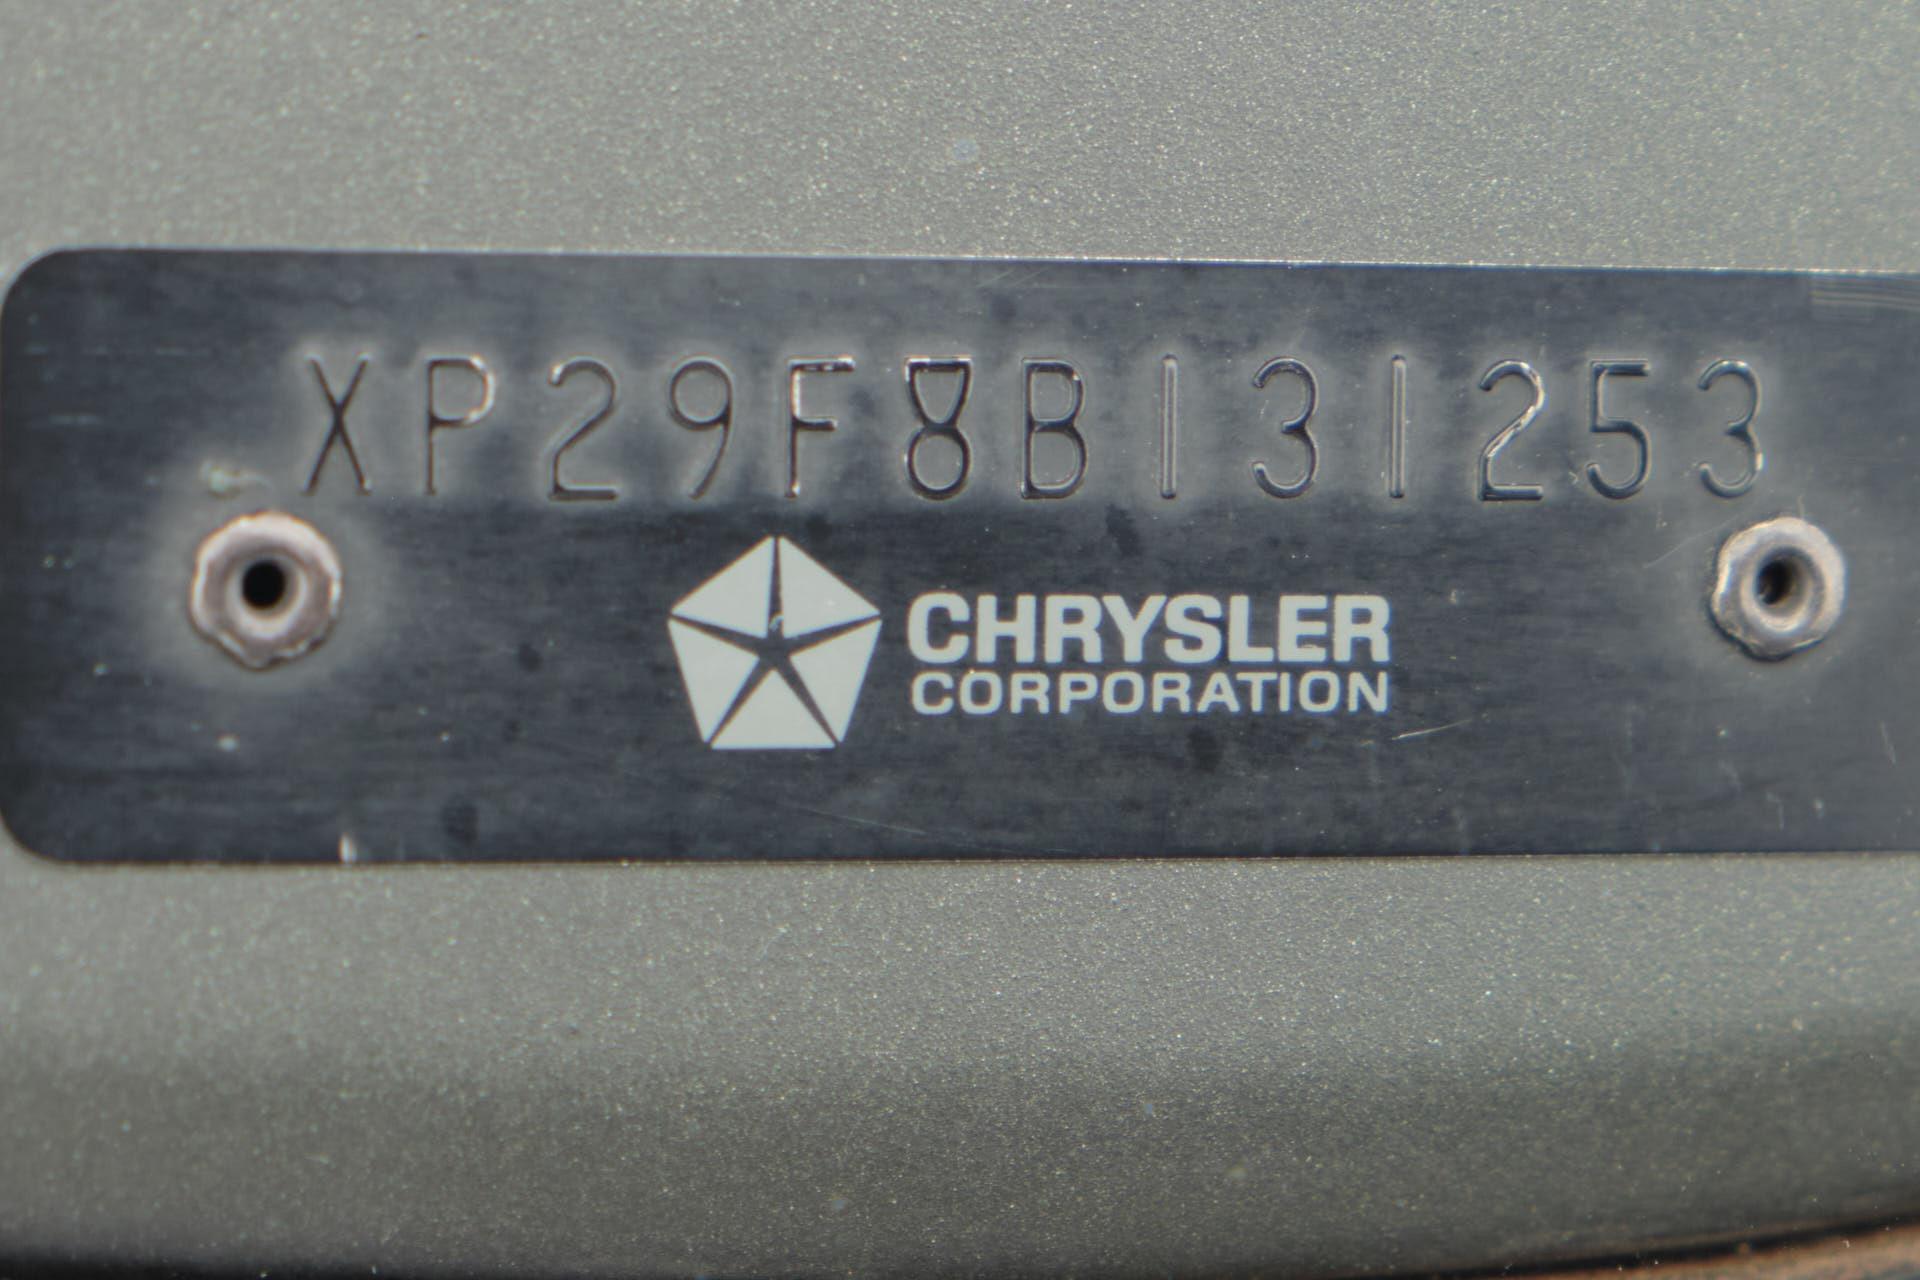 XP29F8B131253
CHRYSLER
CORPORATION